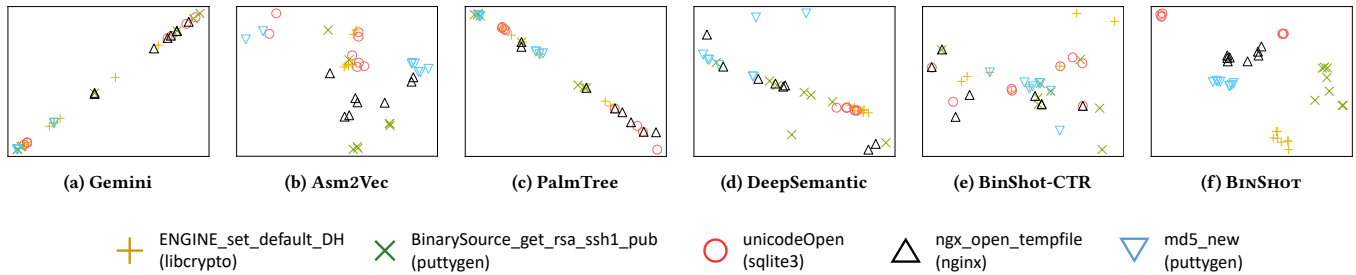 (a) Gemini
(b) Asm2Vec
(c) PalmTree
(d) DeepSemantic
(e) BinShot-CTR
(f) BINSHOT
ENGINE_set_default_DH
(libcrypto)
BinarySource_get_rsa_ssh1_pub
(puttygen)
unicodeOpen
(sqlite3)
ngx_open_tempfile
(nginx)
md5_new
(puttygen)